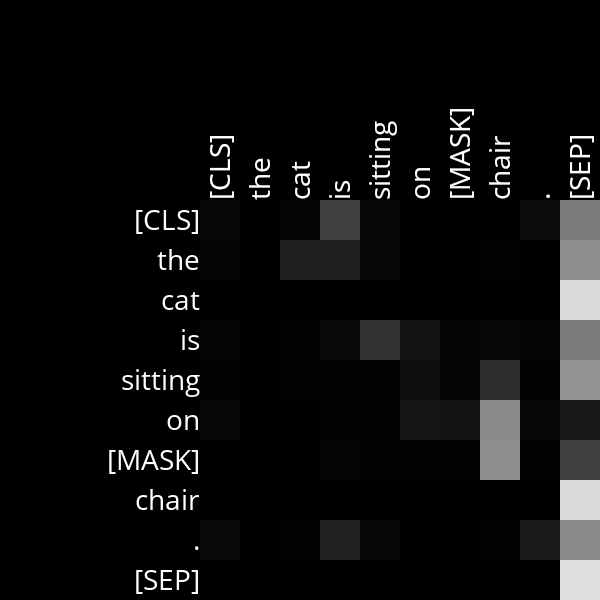 [CLS] the cat is sitting on [MASK] chair . [SEP]
[CLS]
the
cat
is
sitting
on
[MASK]
chair
.
[SEP]